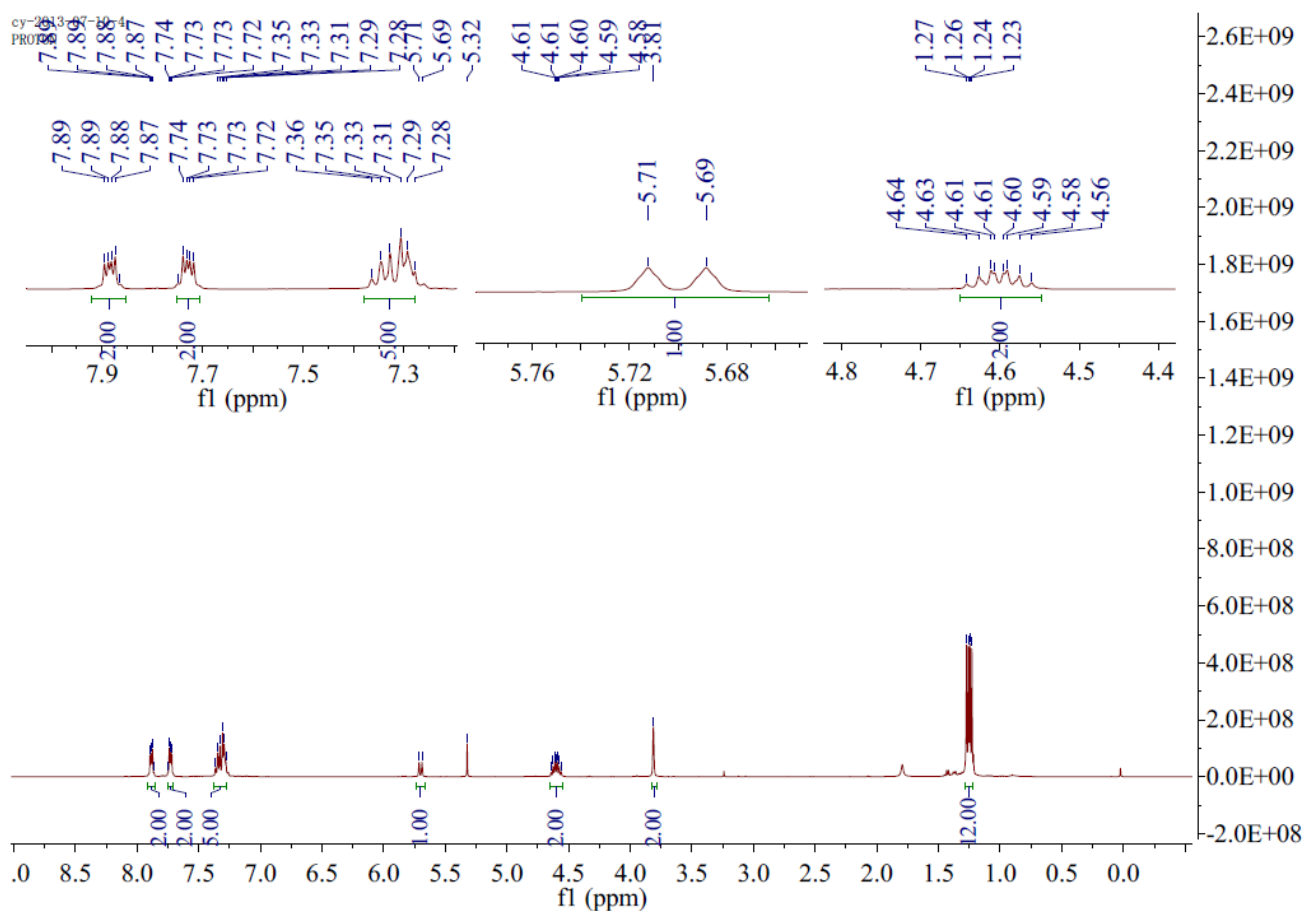 cy-2013-07-10-4
PROTON
7.89 7.89 7.88 7.87 7.74 7.73 7.73 7.72 7.35 7.33 7.31 7.29 7.28 5.71 5.69 5.32 4.61 4.61 4.60 4.59 4.58 3.81 1.27 1.26 1.24 1.23
7.89 7.89 7.88 7.87 7.74 7.73 7.73 7.72 7.36 7.35 7.33 7.31 7.29 7.28
2.00 2.00 5.00
7.9 7.7 7.5 7.3
f1 (ppm)
5.71 5.69
1.00
5.76 5.72 5.68
f1 (ppm)
4.64 4.63 4.61 4.61 4.60 4.59 4.58 4.56
2.00
4.8 4.7 4.6 4.5 4.4
f1 (ppm)
2.6E+09
2.4E+09
2.2E+09
2.0E+09
1.8E+09
1.6E+09
1.4E+09
1.2E+09
1.0E+09
8.0E+08
6.0E+08
4.0E+08
2.0E+08
0.0E+00
-2.0E+08
2.00 2.00 5.00 1.00 2.00 2.00 12.00
.0 8.5 8.0 7.5 7.0 6.5 6.0 5.5 5.0 4.5 4.0 3.5 3.0 2.5 2.0 1.5 1.0 0.5 0.0
f1 (ppm)